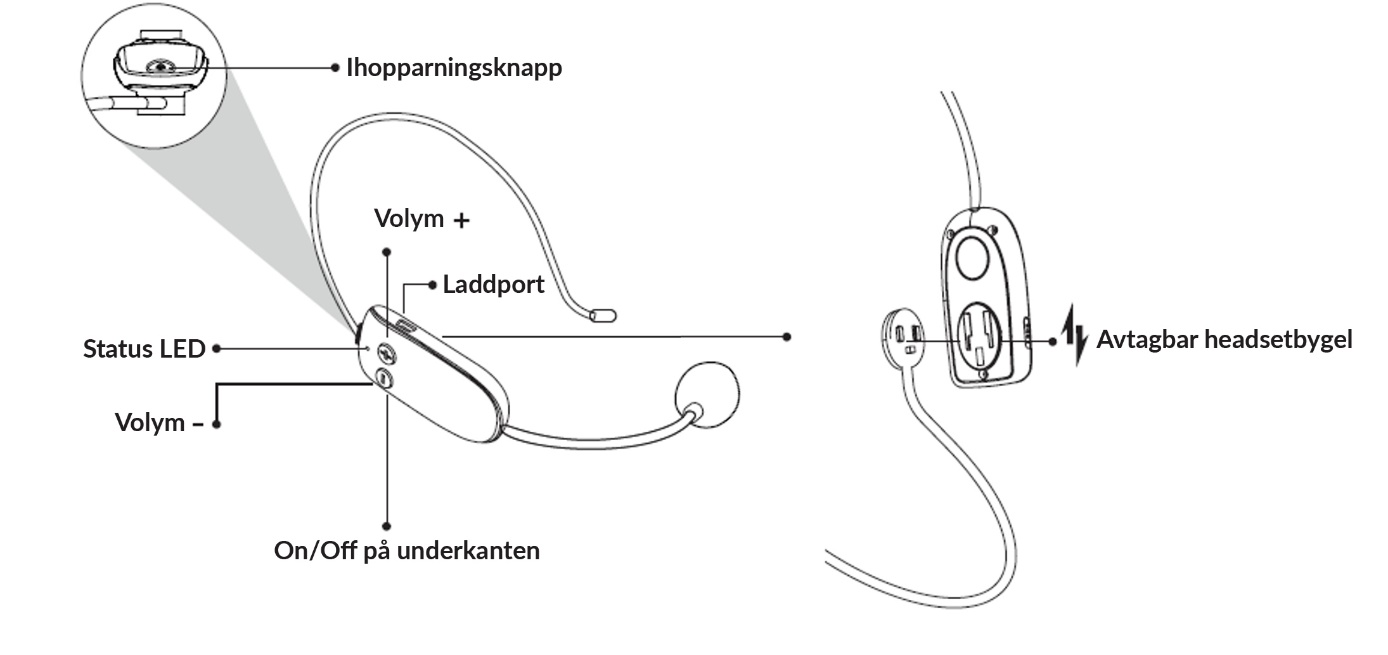 Ihopparningsknapp
Volym +
Laddport
Status LED
Avtagbar headsetbygel
Volym –
On/Off på underkanten